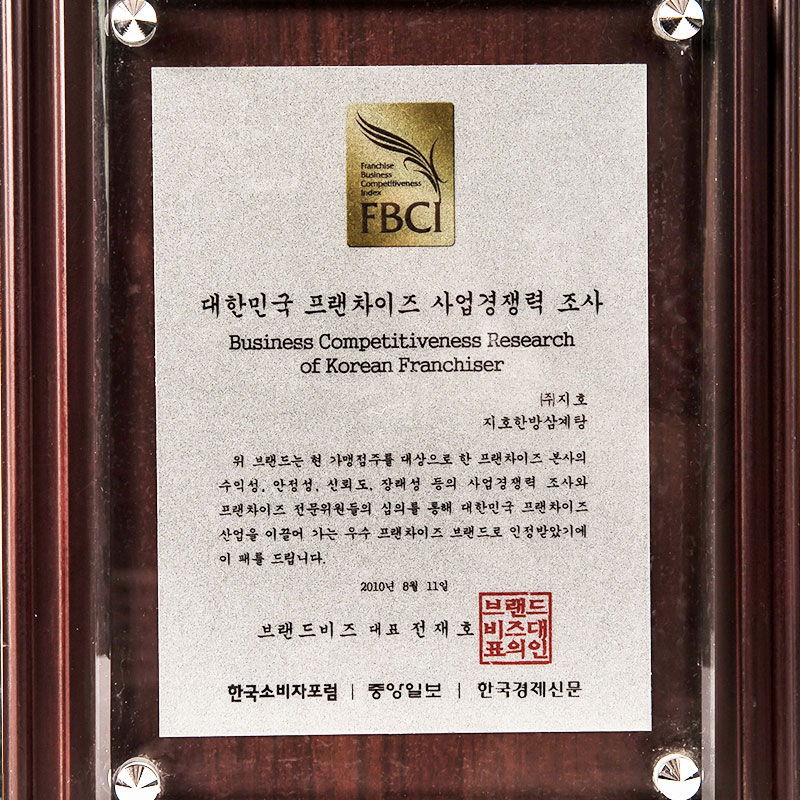 Franchise
Business
Competitiveness
Index
FBCI
대한민국 프랜차이즈 사업경쟁력 조사
Business Competitiveness Research
of Korean Franchiser
㈜지호
지호한방삼계탕
위 브랜드는 현 가맹점주를 대상으로 한 프랜차이즈 본사의
수익성, 안정성, 신뢰도, 장래성 등의 사업경쟁력 조사와
프랜차이즈 전문위원들의 심의를 통해 대한민국 프랜차이즈
산업을 이끌어 가는 우수 프랜차이즈 브랜드로 인정받았기에
이 패를 드립니다.
2010년 8월 11일
브랜드비즈 대표 전재호
브랜드
비즈대
표의인
한국소비자포럼 | 중앙일보 | 한국경제신문